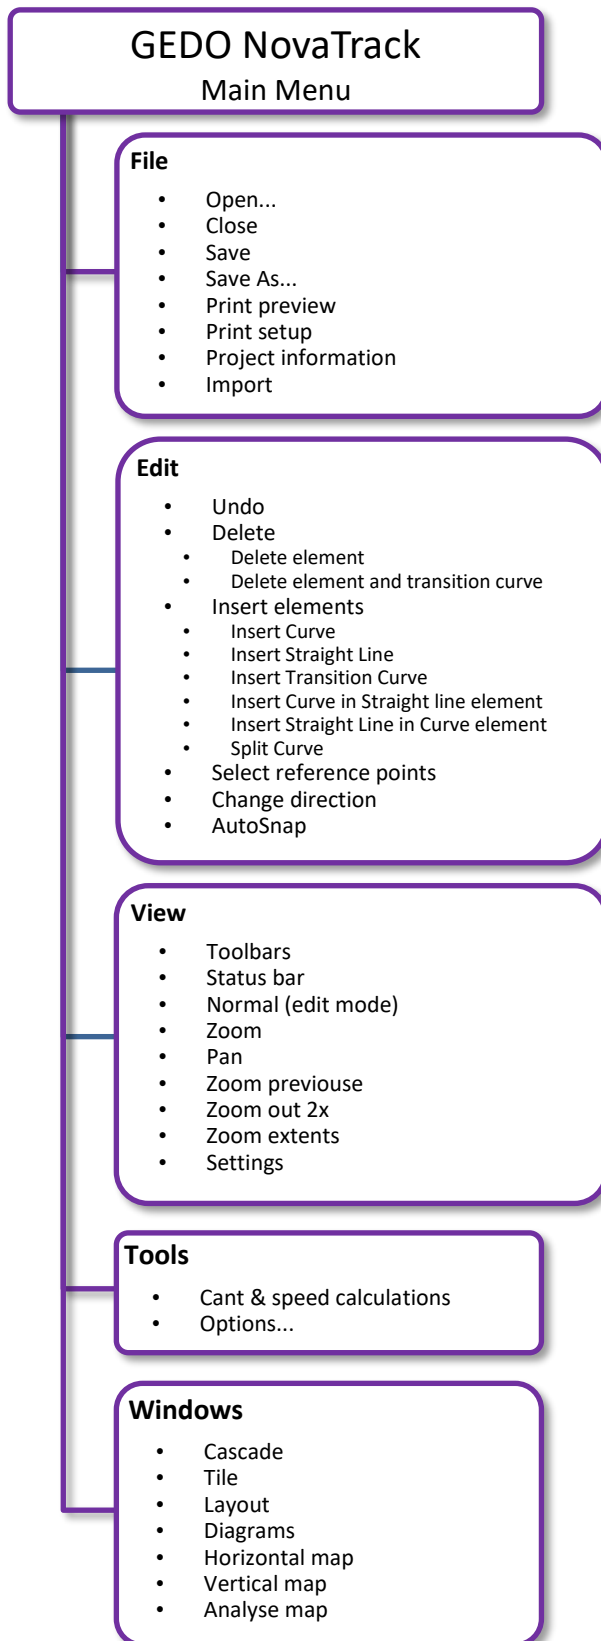 GEDO NovaTrack
Main Menu
File
• Open...
• Close
• Save
• Save As...
• Print preview
• Print setup
• Project information
• Import
Edit
• Undo
• Delete
• Delete element
• Delete element and transition curve
• Insert elements
• Insert Curve
• Insert Straight Line
• Insert Transition Curve
• Insert Curve in Straight line element
• Insert Straight Line in Curve element
• Split Curve
• Select reference points
• Change direction
• AutoSnap
View
• Toolbars
• Status bar
• Normal (edit mode)
• Zoom
• Pan
• Zoom previouse
• Zoom out 2x
• Zoom extents
• Settings
Tools
• Cant & speed calculations
• Options...
Windows
• Cascade
• Tile
• Layout
• Diagrams
• Horizontal map
• Vertical map
• Analyse map